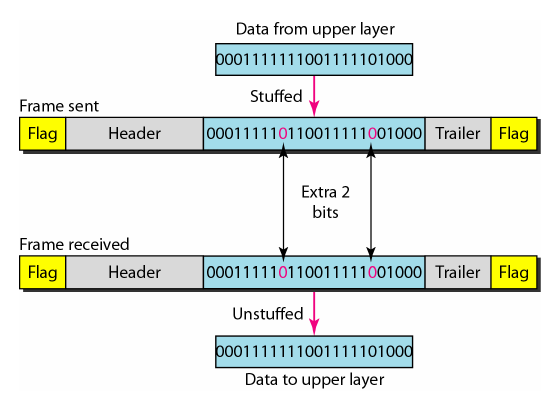 Data from upper layer
0001111111001111101000
Stuffed
Frame sent
Flag Header 000111110110011111001000 Trailer Flag
Extra 2
bits
Frame received
Flag Header 000111110110011111001000 Trailer Flag
Unstuffed
0001111111001111101000
Data to upper layer